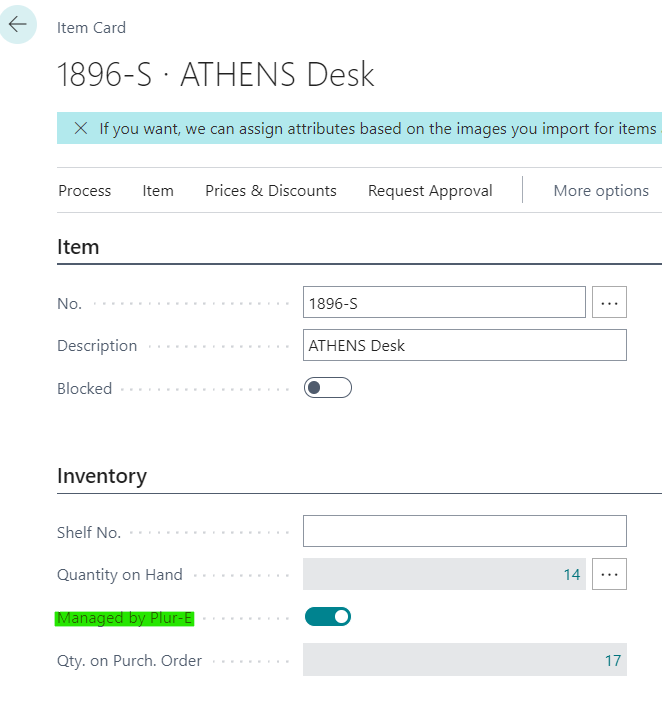 Item Card
1896-S · ATHENS Desk
If you want, we can assign attributes based on the images you import for items
Process Item Prices & Discounts Request Approval More options
Item
No. 1896-S ...
Description ATHENS Desk
Blocked
Inventory
Shelf No.
Quantity on Hand 14 ...
Managed by Plur-E
Qty. on Purch. Order 17